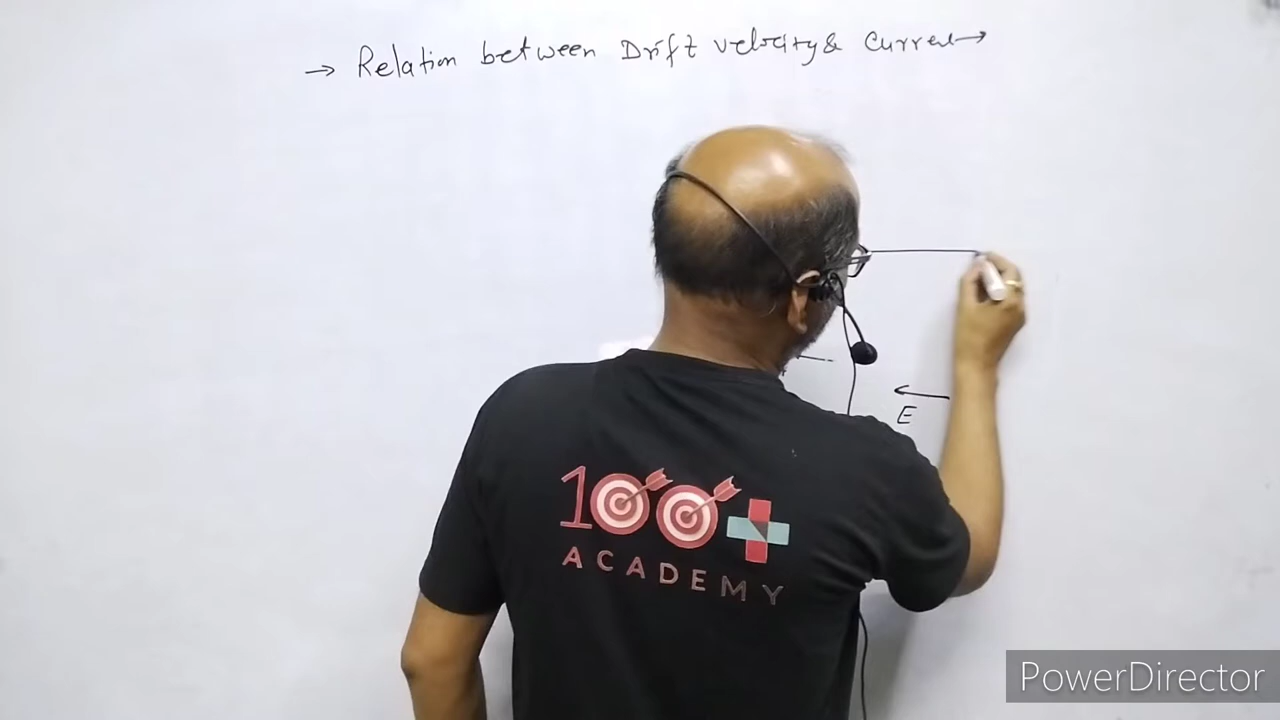 → Relation between Drift velocity & Current →
E
100+
ACADEMY
PowerDirector